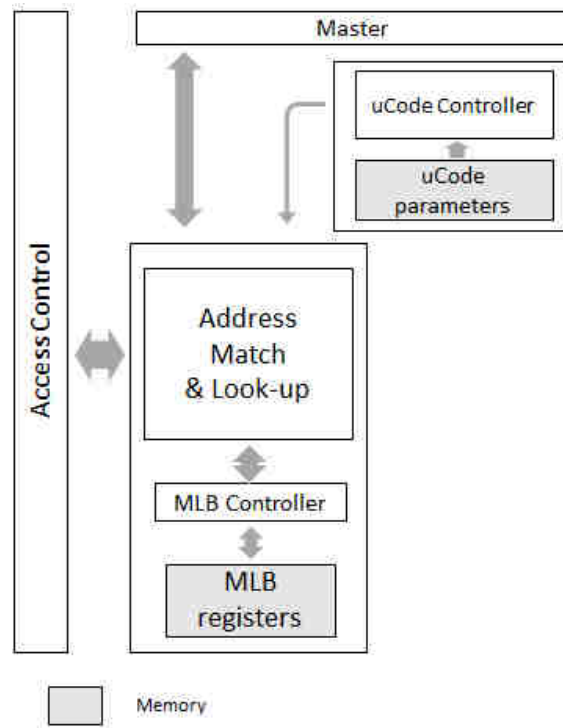 Master
uCode Controller
uCode
parameters
Access Control
Address
Match
& Look-up
MLB Controller
MLB
registers
Memory